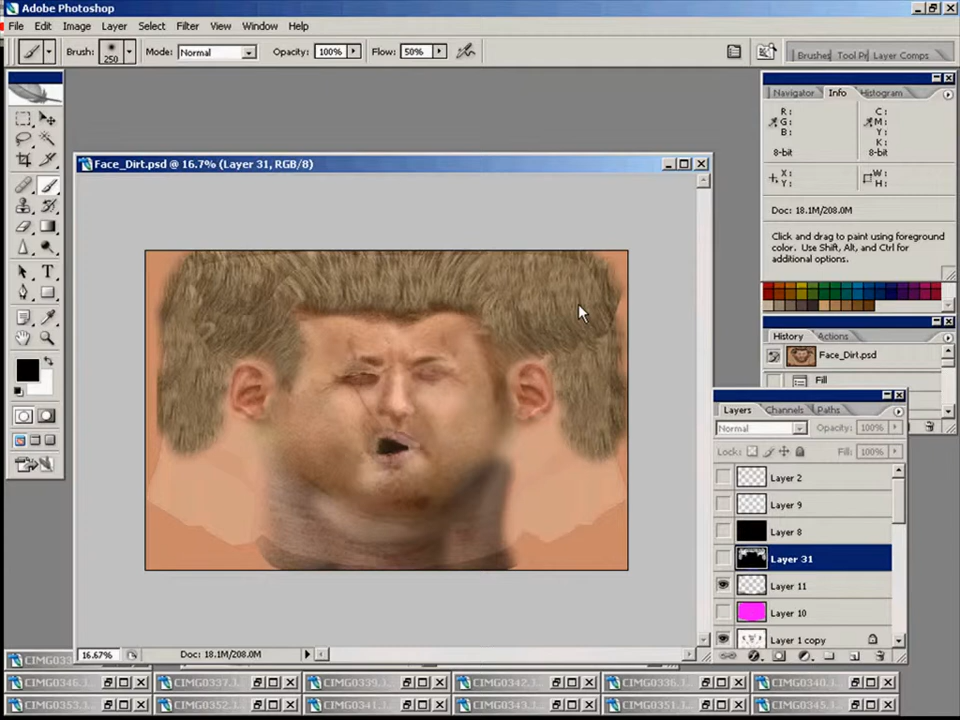 Adobe Photoshop
File Edit Image Layer Select Filter View Window Help
Brush: 250 Mode: Normal Opacity: 100% Flow: 50%
Brushes Tool Pr Layer Comps
Navigator Info Histogram
R: C:
G: M:
B: Y:
K:
8-bit 8-bit
X: W:
Y: H:
Doc: 18.1M/208.0M
Click and drag to paint using foreground
color. Use Shift, Alt, and Ctrl for
additional options.
Face_Dirt.psd @ 16.7% (Layer 31, RGB/8)
History Actions
Face_Dirt.psd
Fill
Layers Channels Paths
Normal Opacity: 100%
Lock: Fill: 100%
Layer 2
Layer 9
Layer 8
Layer 31
Layer 11
Layer 10
Layer 1 copy
16.67% Doc: 18.1M/208.0M
CIMG0346. CIMG0337. CIMG0339. CIMG0342. CIMG0336. CIMG0340.
CIMG0353. CIMG0352. CIMG0341. CIMG0343. CIMG0351. CIMG0345.